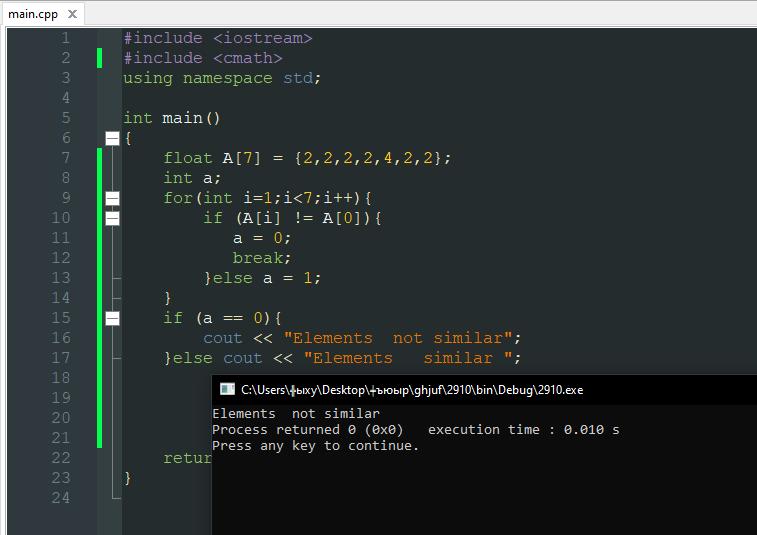 main.cpp
1 #include <iostream>
2 #include <cmath>
3 using namespace std;
4
5 int main()
6 {
7 float A[7] = {2,2,2,2,4,2,2};
8 int a;
9 for(int i=1;i<7;i++){
10 if (A[i] != A[0]){
11 a = 0;
12 break;
13 }else a = 1;
14 }
15 if (a == 0){
16 cout << "Elements  not similar";
17 }else cout << "Elements   similar ";
18
19
20
21
22 retur
23 }
24
C:\Users\╬ыху\Desktop\┼ъюыр\ghjuf\2910\bin\Debug\2910.exe
Elements  not similar
Process returned 0 (0x0)   execution time : 0.010 s
Press any key to continue.